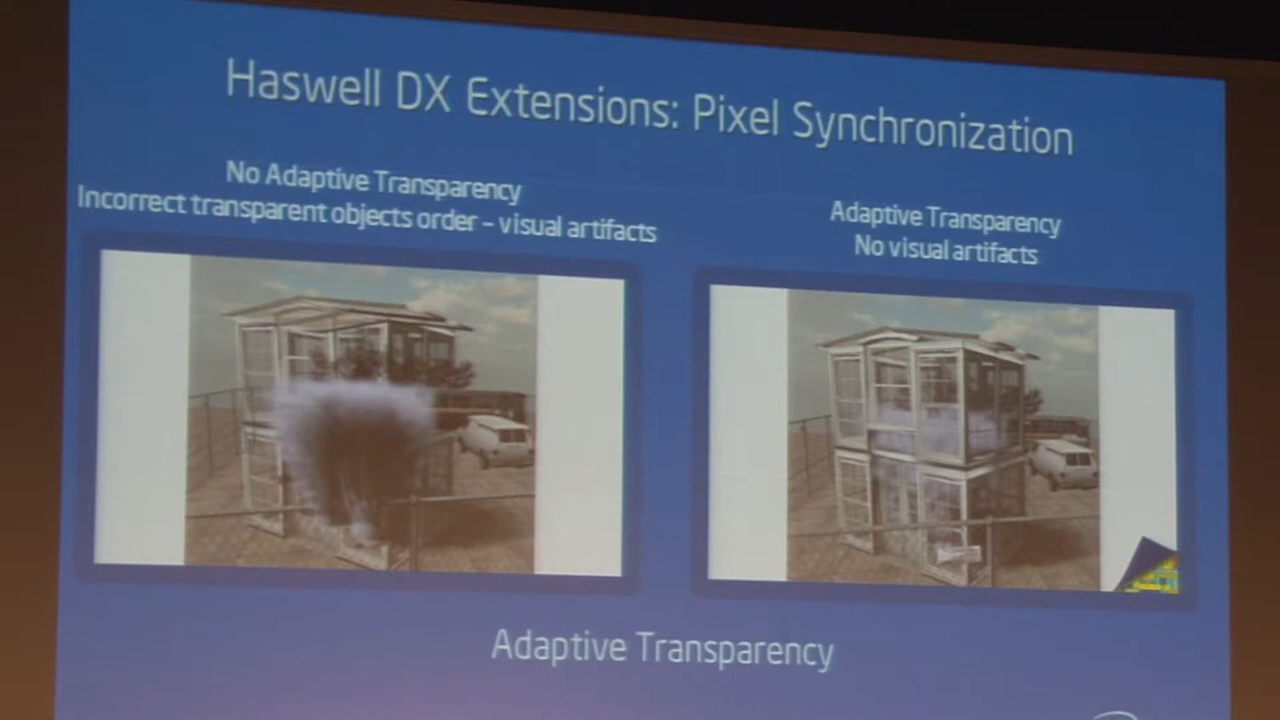 Haswell DX Extensions: Pixel Synchronization
No Adaptive Transparency
Incorrect transparent objects order – visual artifacts
Adaptive Transparency
No visual artifacts
Adaptive Transparency